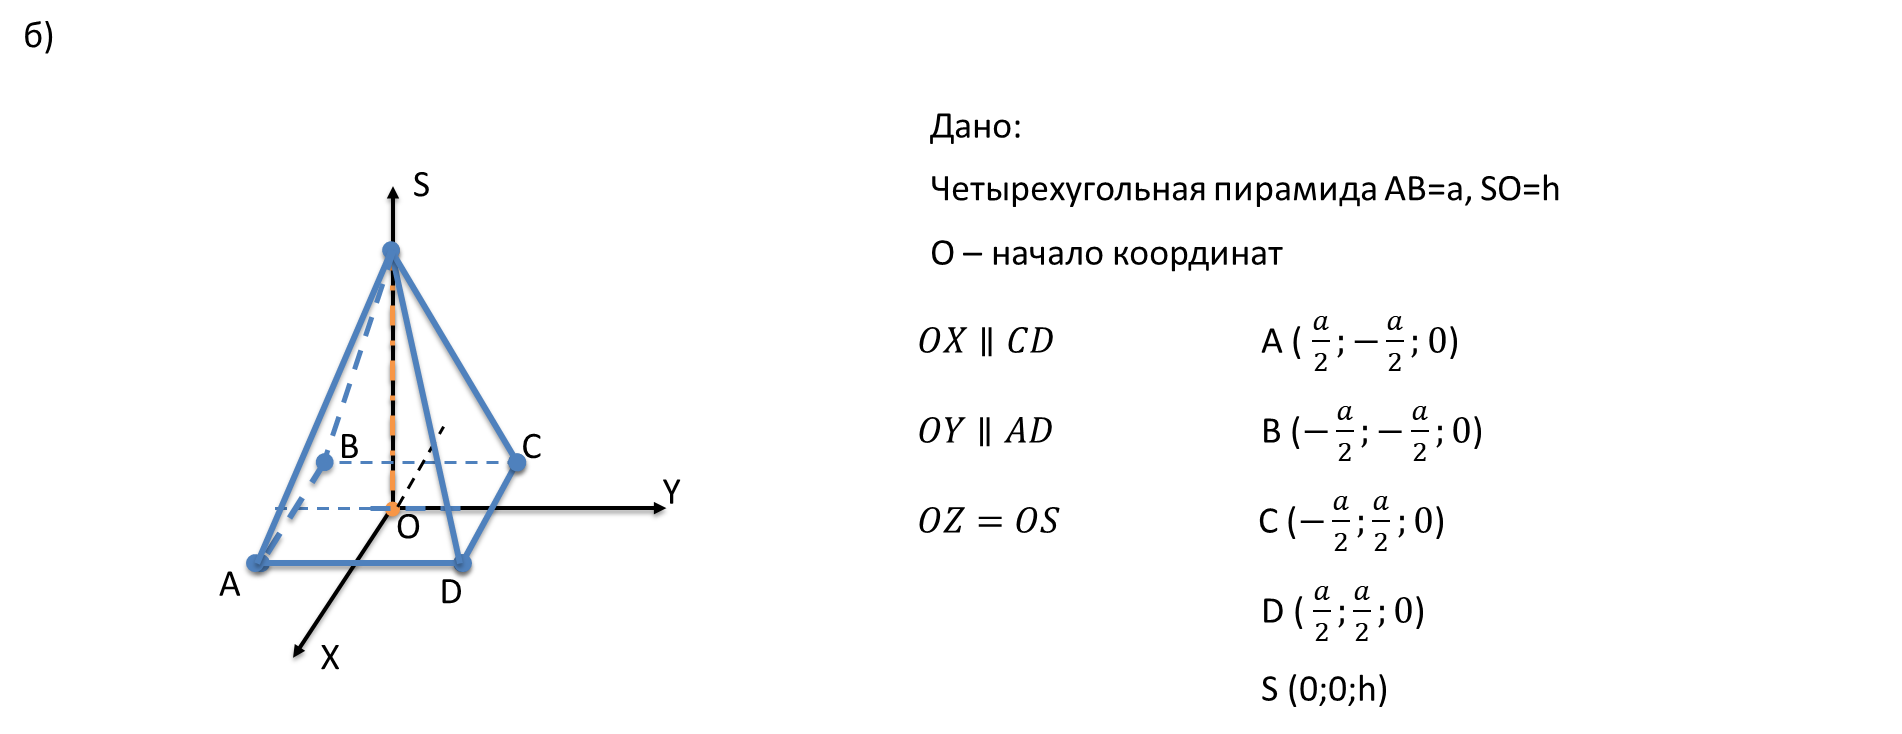 б)
Дано:
Четырехугольная пирамида AB=a, SO=h
О – начало координат
OX ∥ CD
OY ∥ AD
OZ = OS
A ( a/2 ; − a/2 ; 0)
B (− a/2 ; − a/2 ; 0)
C (− a/2 ; a/2 ; 0)
D ( a/2 ; a/2 ; 0)
S (0;0;h)
S
B
C
Y
O
A
D
X